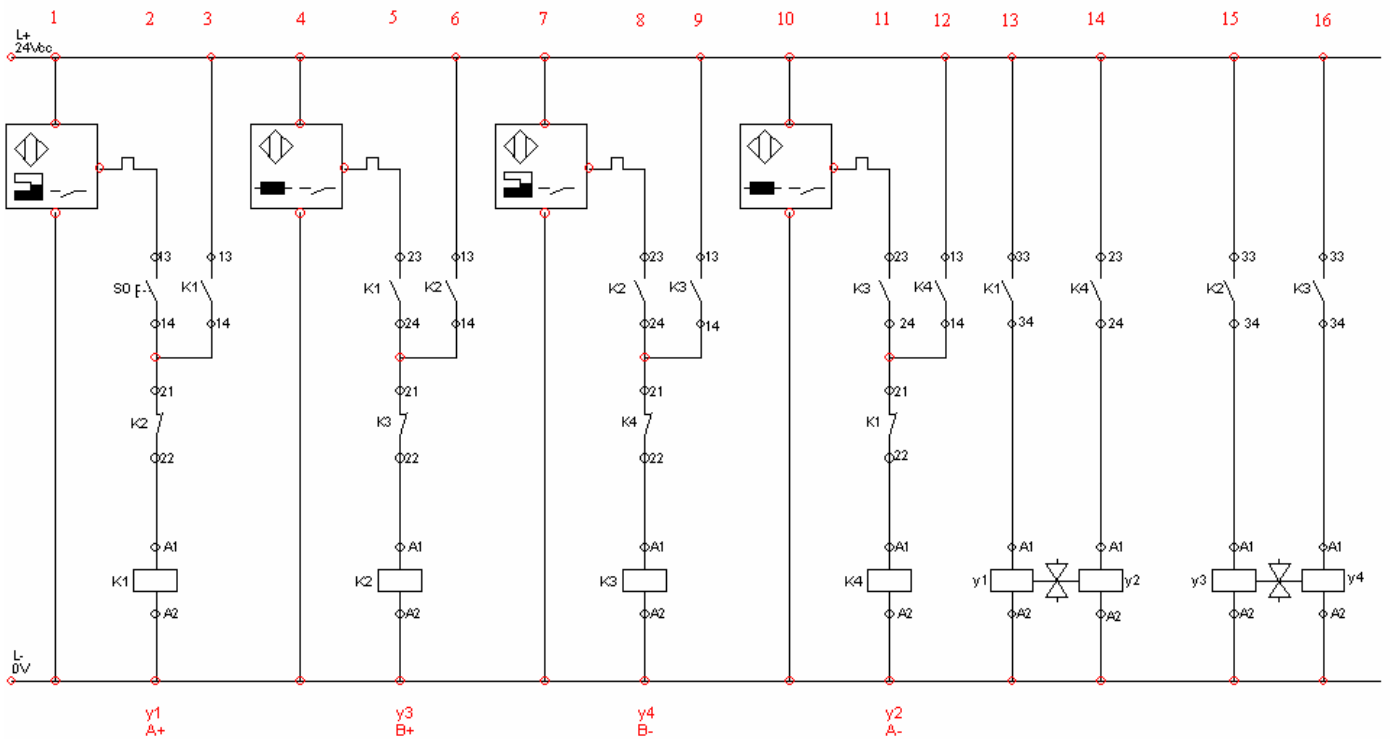 1 2 3 4 5 6 7 8 9 10 11 12 13 14 15 16
L+
24Vcc
13 13 23 13 23 13 23 13 33 23 33 33
S0 K1 K1 K2 K2 K3 K3 K4 K1 K4 K2 K3
14 14 24 14 24 14 24 14 34 24 34 34
21 21 21 21
K2 K3 K4 K1
22 22 22 22
A1 A1 A1 A1 A1 A1 A1 A1
K1 K2 K3 K4 y1 y2 y3 y4
A2 A2 A2 A2 A2 A2 A2 A2
L-
0V
y1 y3 y4 y2
A+ B+ B- A-